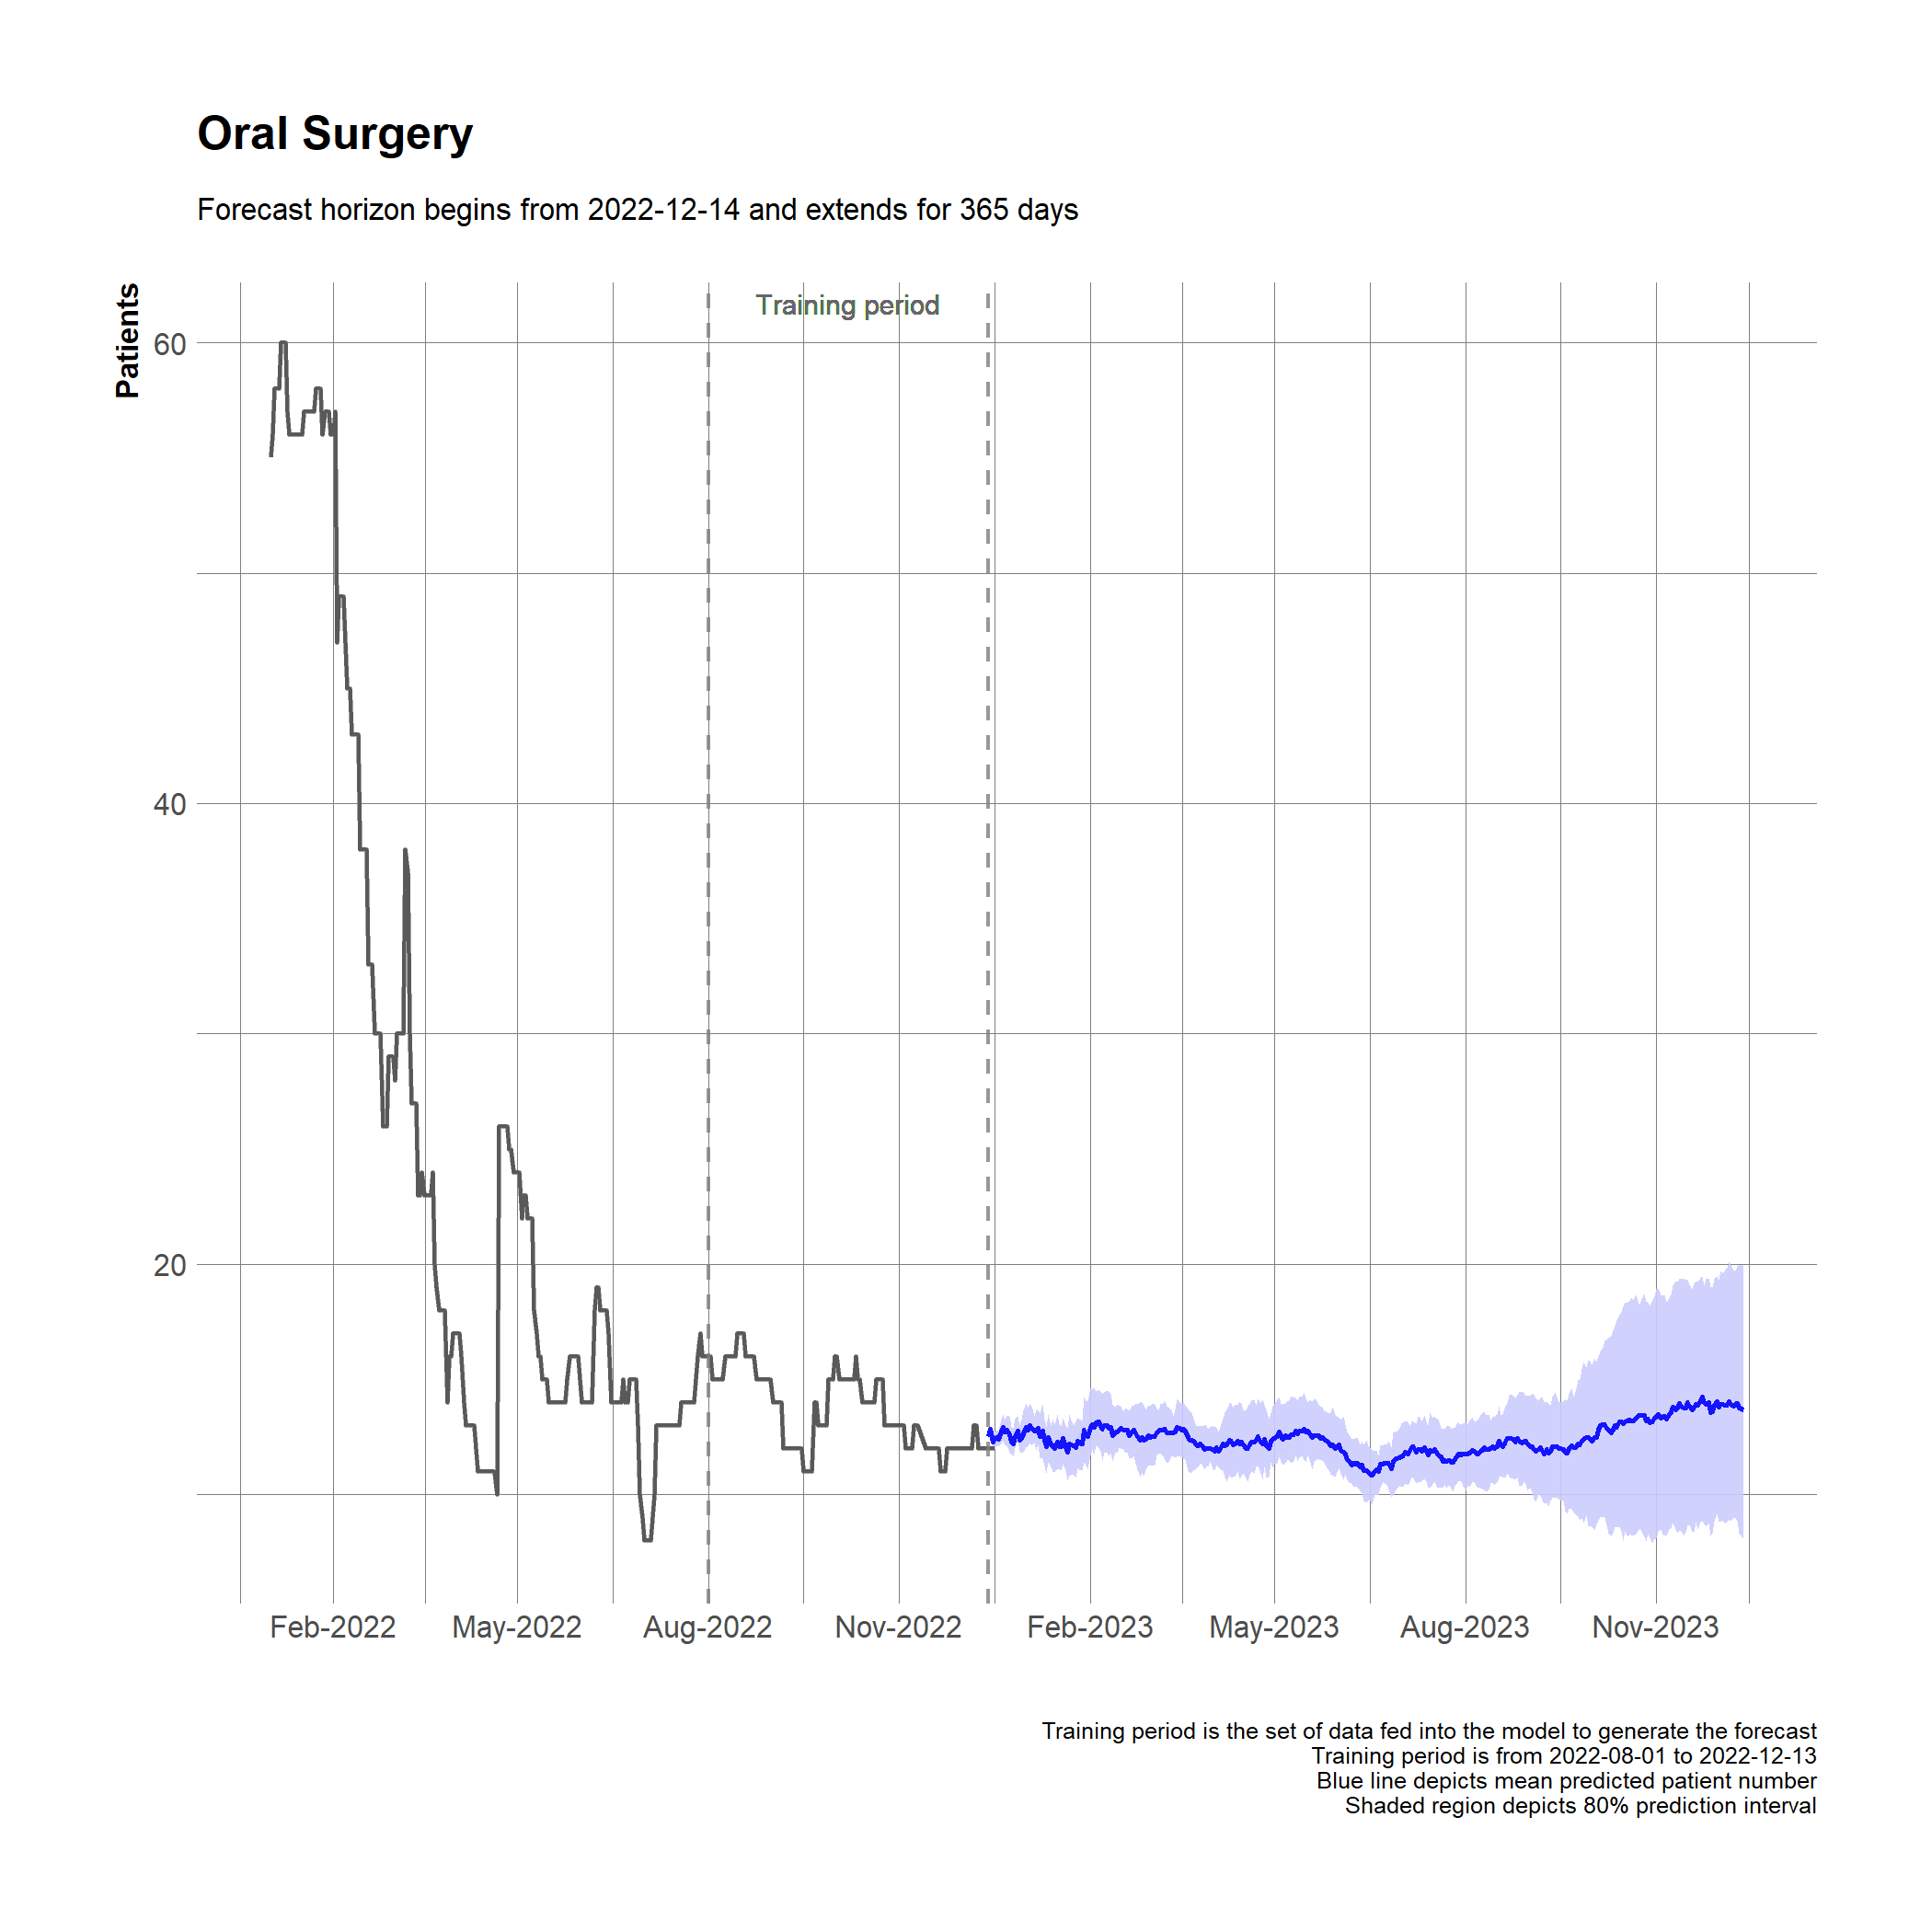 Oral Surgery
Forecast horizon begins from 2022-12-14 and extends for 365 days
Patients
Training period
60
40
20
Feb-2022 May-2022 Aug-2022 Nov-2022 Feb-2023 May-2023 Aug-2023 Nov-2023
Training period is the set of data fed into the model to generate the forecast
Training period is from 2022-08-01 to 2022-12-13
Blue line depicts mean predicted patient number
Shaded region depicts 80% prediction interval